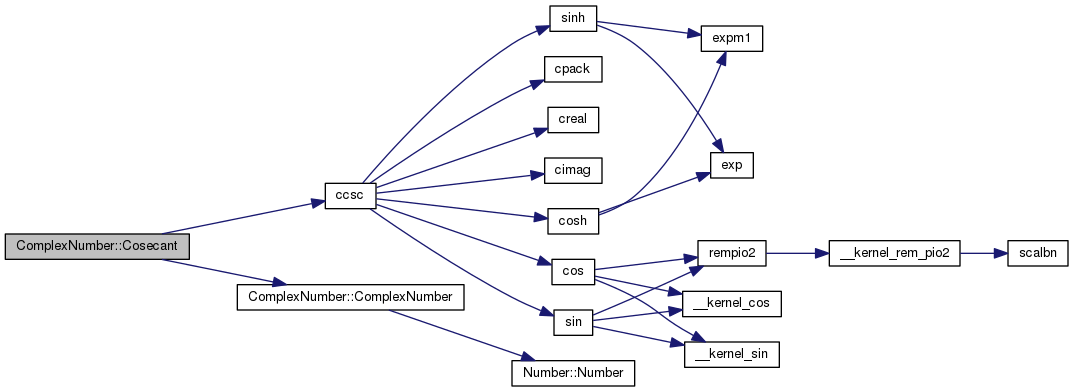 sinh
expm1
cpack
creal
exp
cimag
ccsc
cosh
ComplexNumber::Cosecant
rempio2
__kernel_rem_pio2
scalbn
cos
ComplexNumber::ComplexNumber
__kernel_cos
sin
__kernel_sin
Number::Number